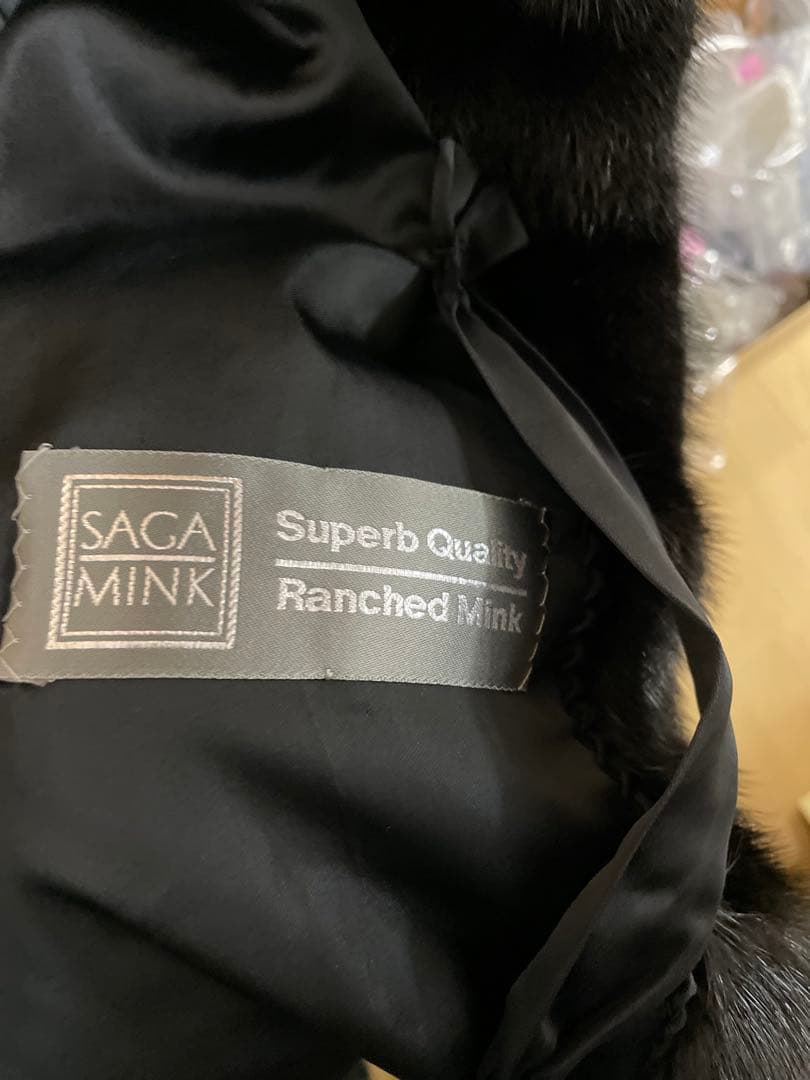 SAGA
MINK
Superb Quality
Ranched Mink